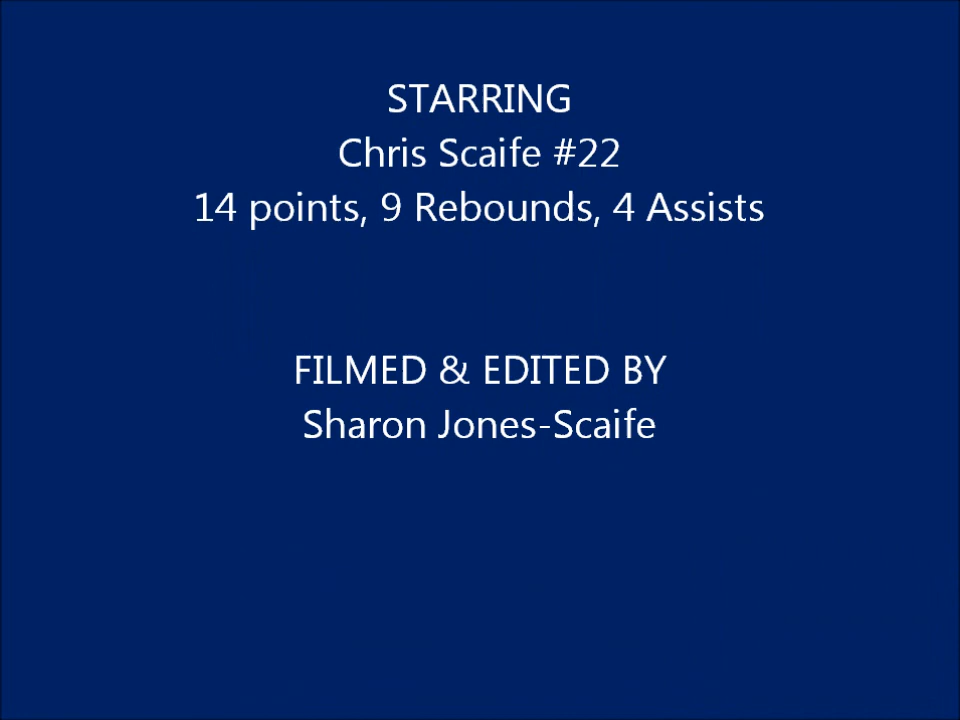 STARRING
Chris Scaife #22
14 points, 9 Rebounds, 4 Assists
FILMED & EDITED BY
Sharon Jones-Scaife